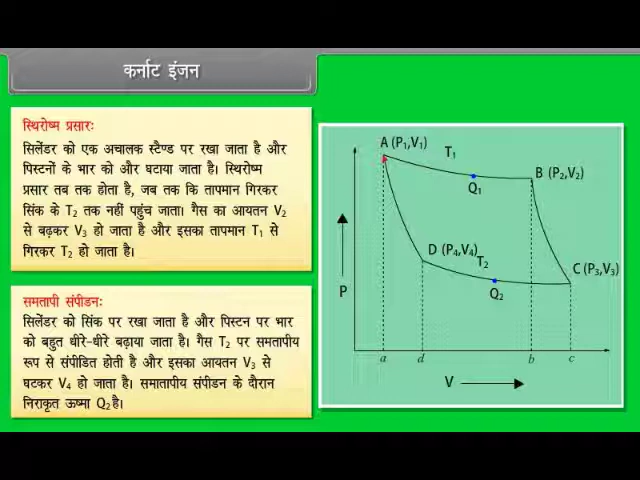 कर्नाट इंजन
स्थिरोष्म प्रसारः
सिलेंडर को एक अचालक स्टैण्ड पर रखा जाता है और
पिस्टनों के भार को और घटाया जाता है। स्थिरोष्म
प्रसार तब तक होता है, जब तक कि तापमान गिरकर
सिंक के T₂ तक नहीं पहुंच जाता। गैस का आयतन V₂
से बढ़कर V₃ हो जाता है और इसका तापमान T₁ से
गिरकर T₂ हो जाता है।
समतापी संपीडनः
सिलेंडर को सिंक पर रखा जाता है और पिस्टन पर भार
को बहुत धीरे-धीरे बढ़ाया जाता है। गैस T₂ पर समतापीय
रूप से संपीडित होती है और इसका आयतन V₃ से
घटकर V₄ हो जाता है। समातापीय संपीडन के दौरान
निराकृत ऊष्मा Q₂है।
A (P₁,V₁)
T₁
Q₁
B (P₂,V₂)
D (P₄,V₄)
T₂
C (P₃,V₃)
Q₂
P
a d b c
V